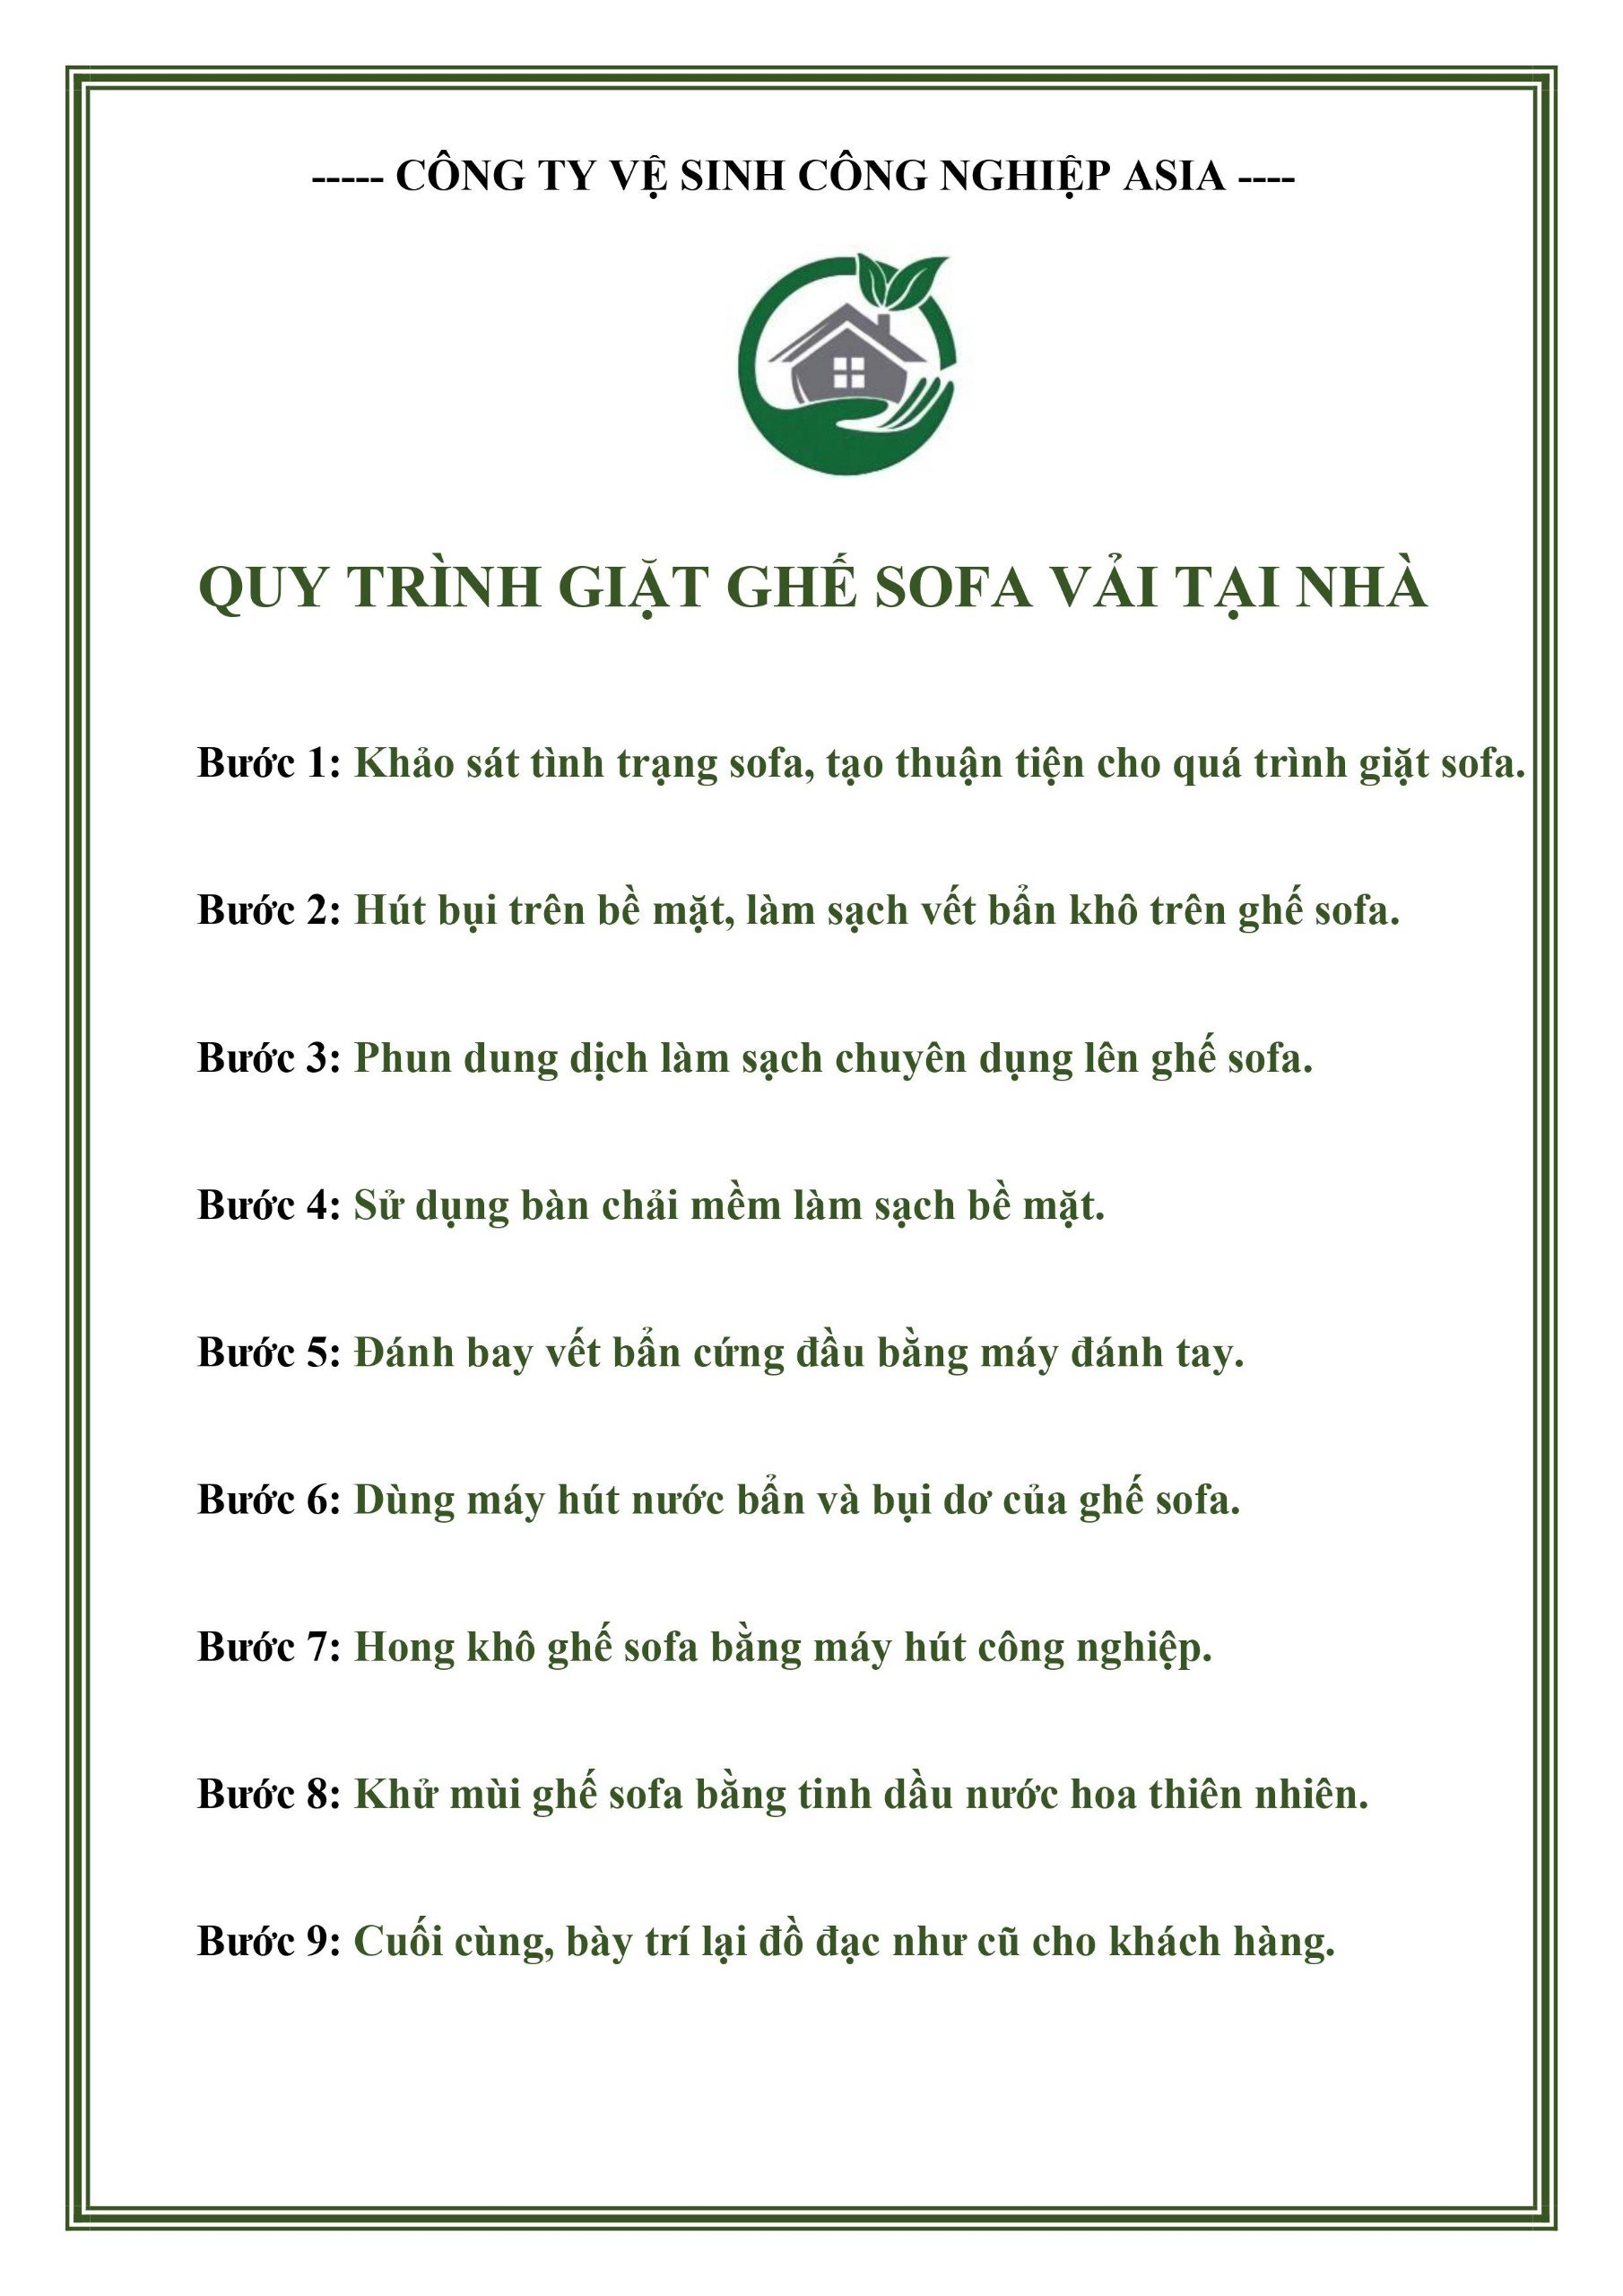 ----- CÔNG TY VỆ SINH CÔNG NGHIỆP ASIA ----
QUY TRÌNH GIẶT GHẾ SOFA VẢI TẠI NHÀ
Bước 1: Khảo sát tình trạng sofa, tạo thuận tiện cho quá trình giặt sofa.
Bước 2: Hút bụi trên bề mặt, làm sạch vết bẩn khô trên ghế sofa.
Bước 3: Phun dung dịch làm sạch chuyên dụng lên ghế sofa.
Bước 4: Sử dụng bàn chải mềm làm sạch bề mặt.
Bước 5: Đánh bay vết bẩn cứng đầu bằng máy đánh tay.
Bước 6: Dùng máy hút nước bẩn và bụi dơ của ghế sofa.
Bước 7: Hong khô ghế sofa bằng máy hút công nghiệp.
Bước 8: Khử mùi ghế sofa bằng tinh dầu nước hoa thiên nhiên.
Bước 9: Cuối cùng, bày trí lại đồ đạc như cũ cho khách hàng.